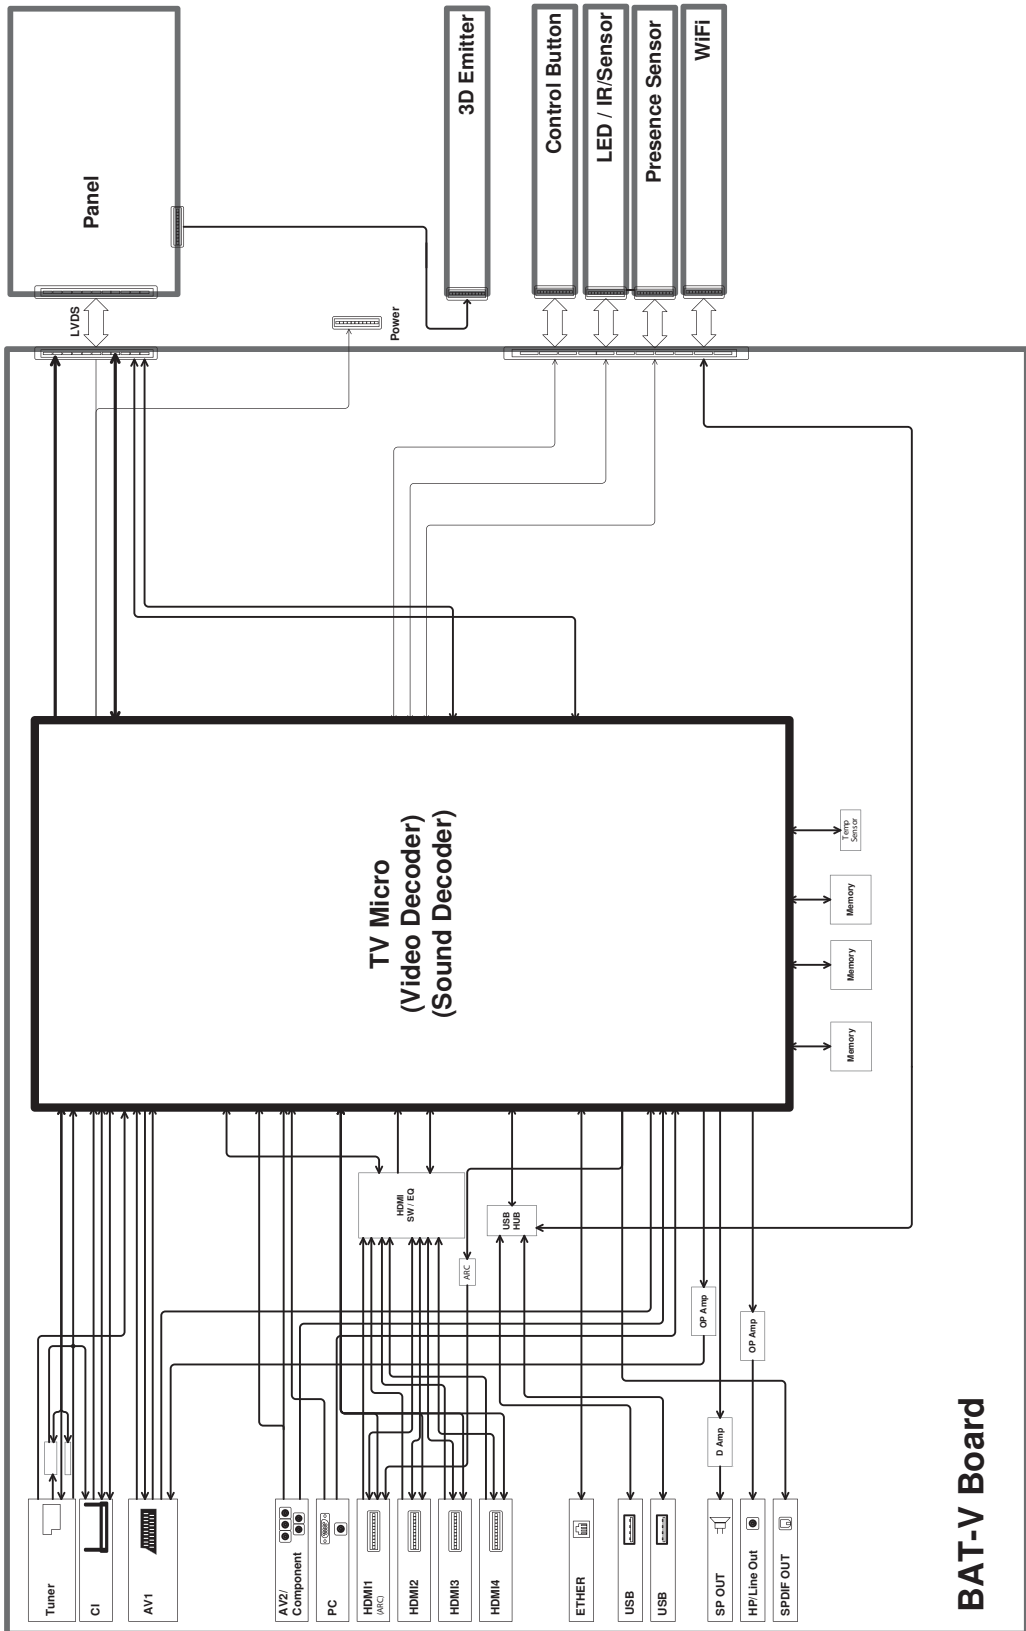 Panel
3D Emitter
Control Button
LED / IR/Sensor
Presence Sensor
WiFi
LVDS
Power
TV Micro
(Video Decoder)
(Sound Decoder)
Temp
Sensor
Memory
Memory
Memory
HDMI
SW / EQ
USB
HUB
ARC
OP Amp
OP Amp
D Amp
Tuner
CI
AV1
AV2/
Component
PC
HDMI1
(ARC)
HDMI2
HDMI3
HDMI4
ETHER
USB
USB
SP OUT
HP/Line Out
SPDIF OUT
BAT-V Board